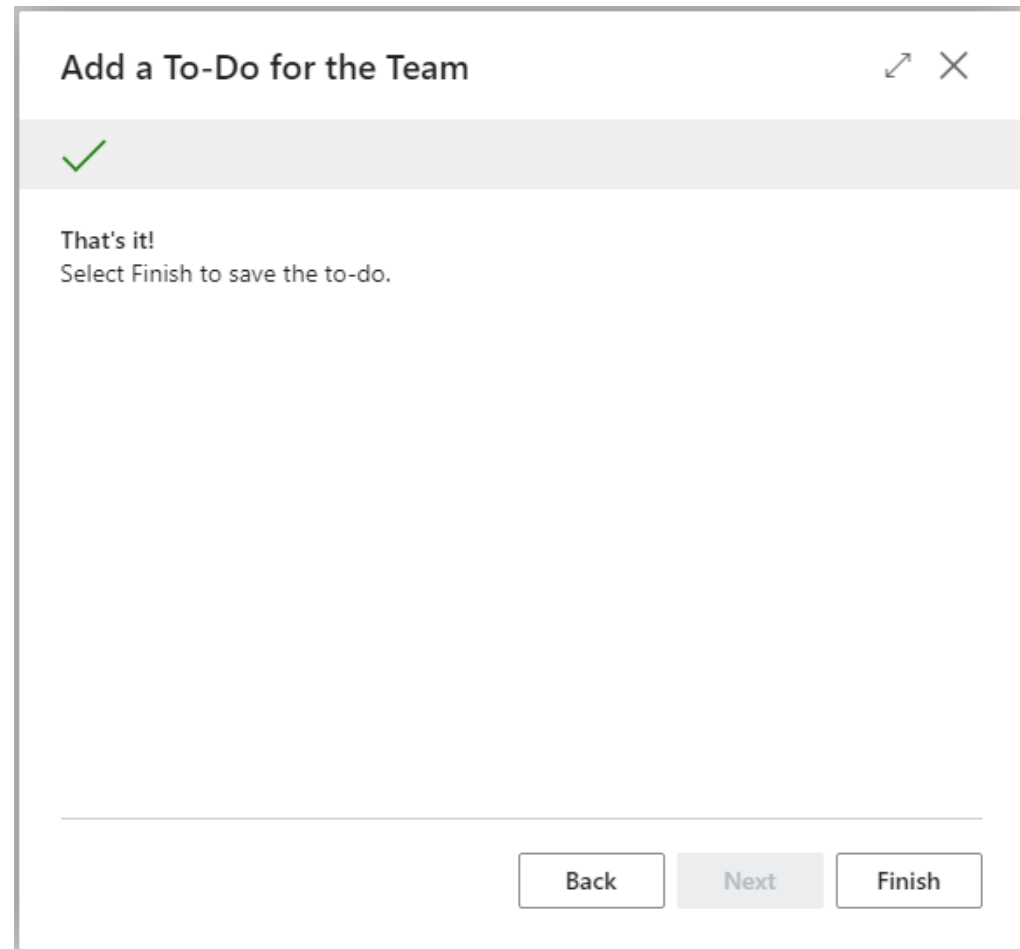 Add a To-Do for the Team
That's it!
Select Finish to save the to-do.
Back Next Finish